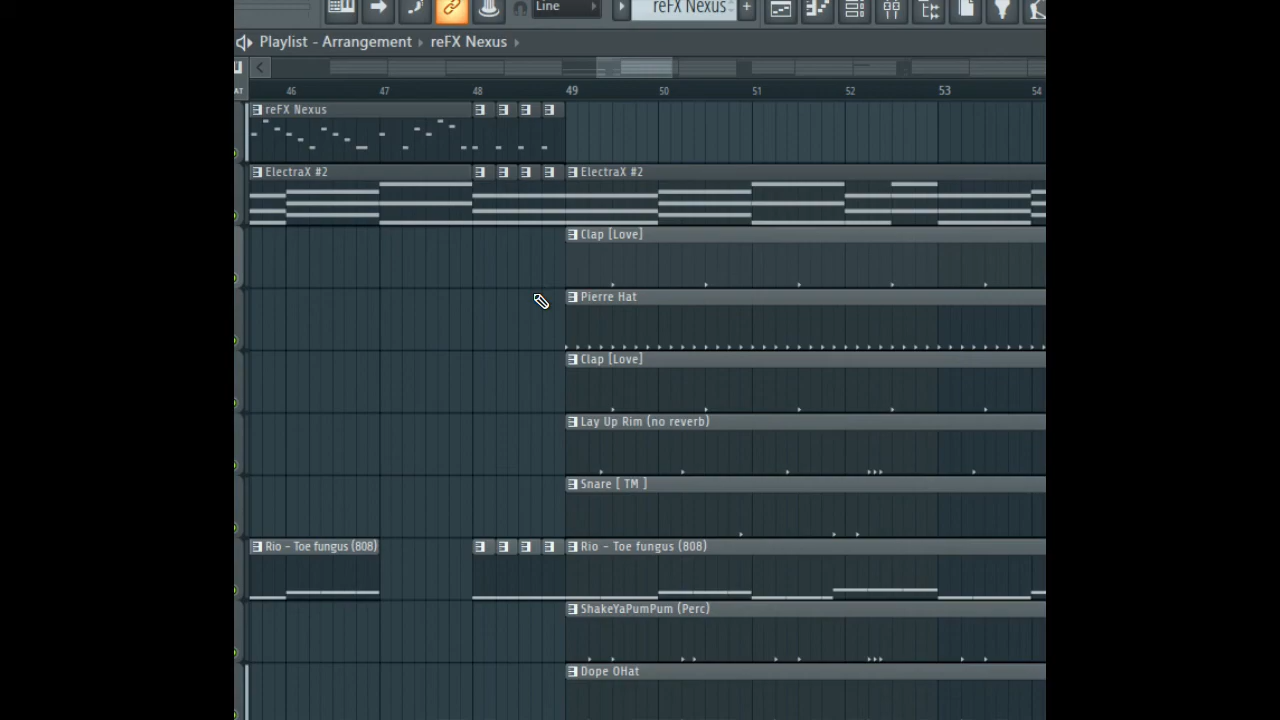 Line
reFX Nexus
Playlist - Arrangement ▸ reFX Nexus ▸
46 47 48 49 50 51 52 53 54
reFX Nexus
ElectraX #2 ElectraX #2
Clap [Love]
Pierre Hat
Clap [Love]
Lay Up Rim (no reverb)
Snare [ TM ]
Rio - Toe fungus (808) Rio - Toe fungus (808)
ShakeYaPumPum (Perc)
Dope OHat